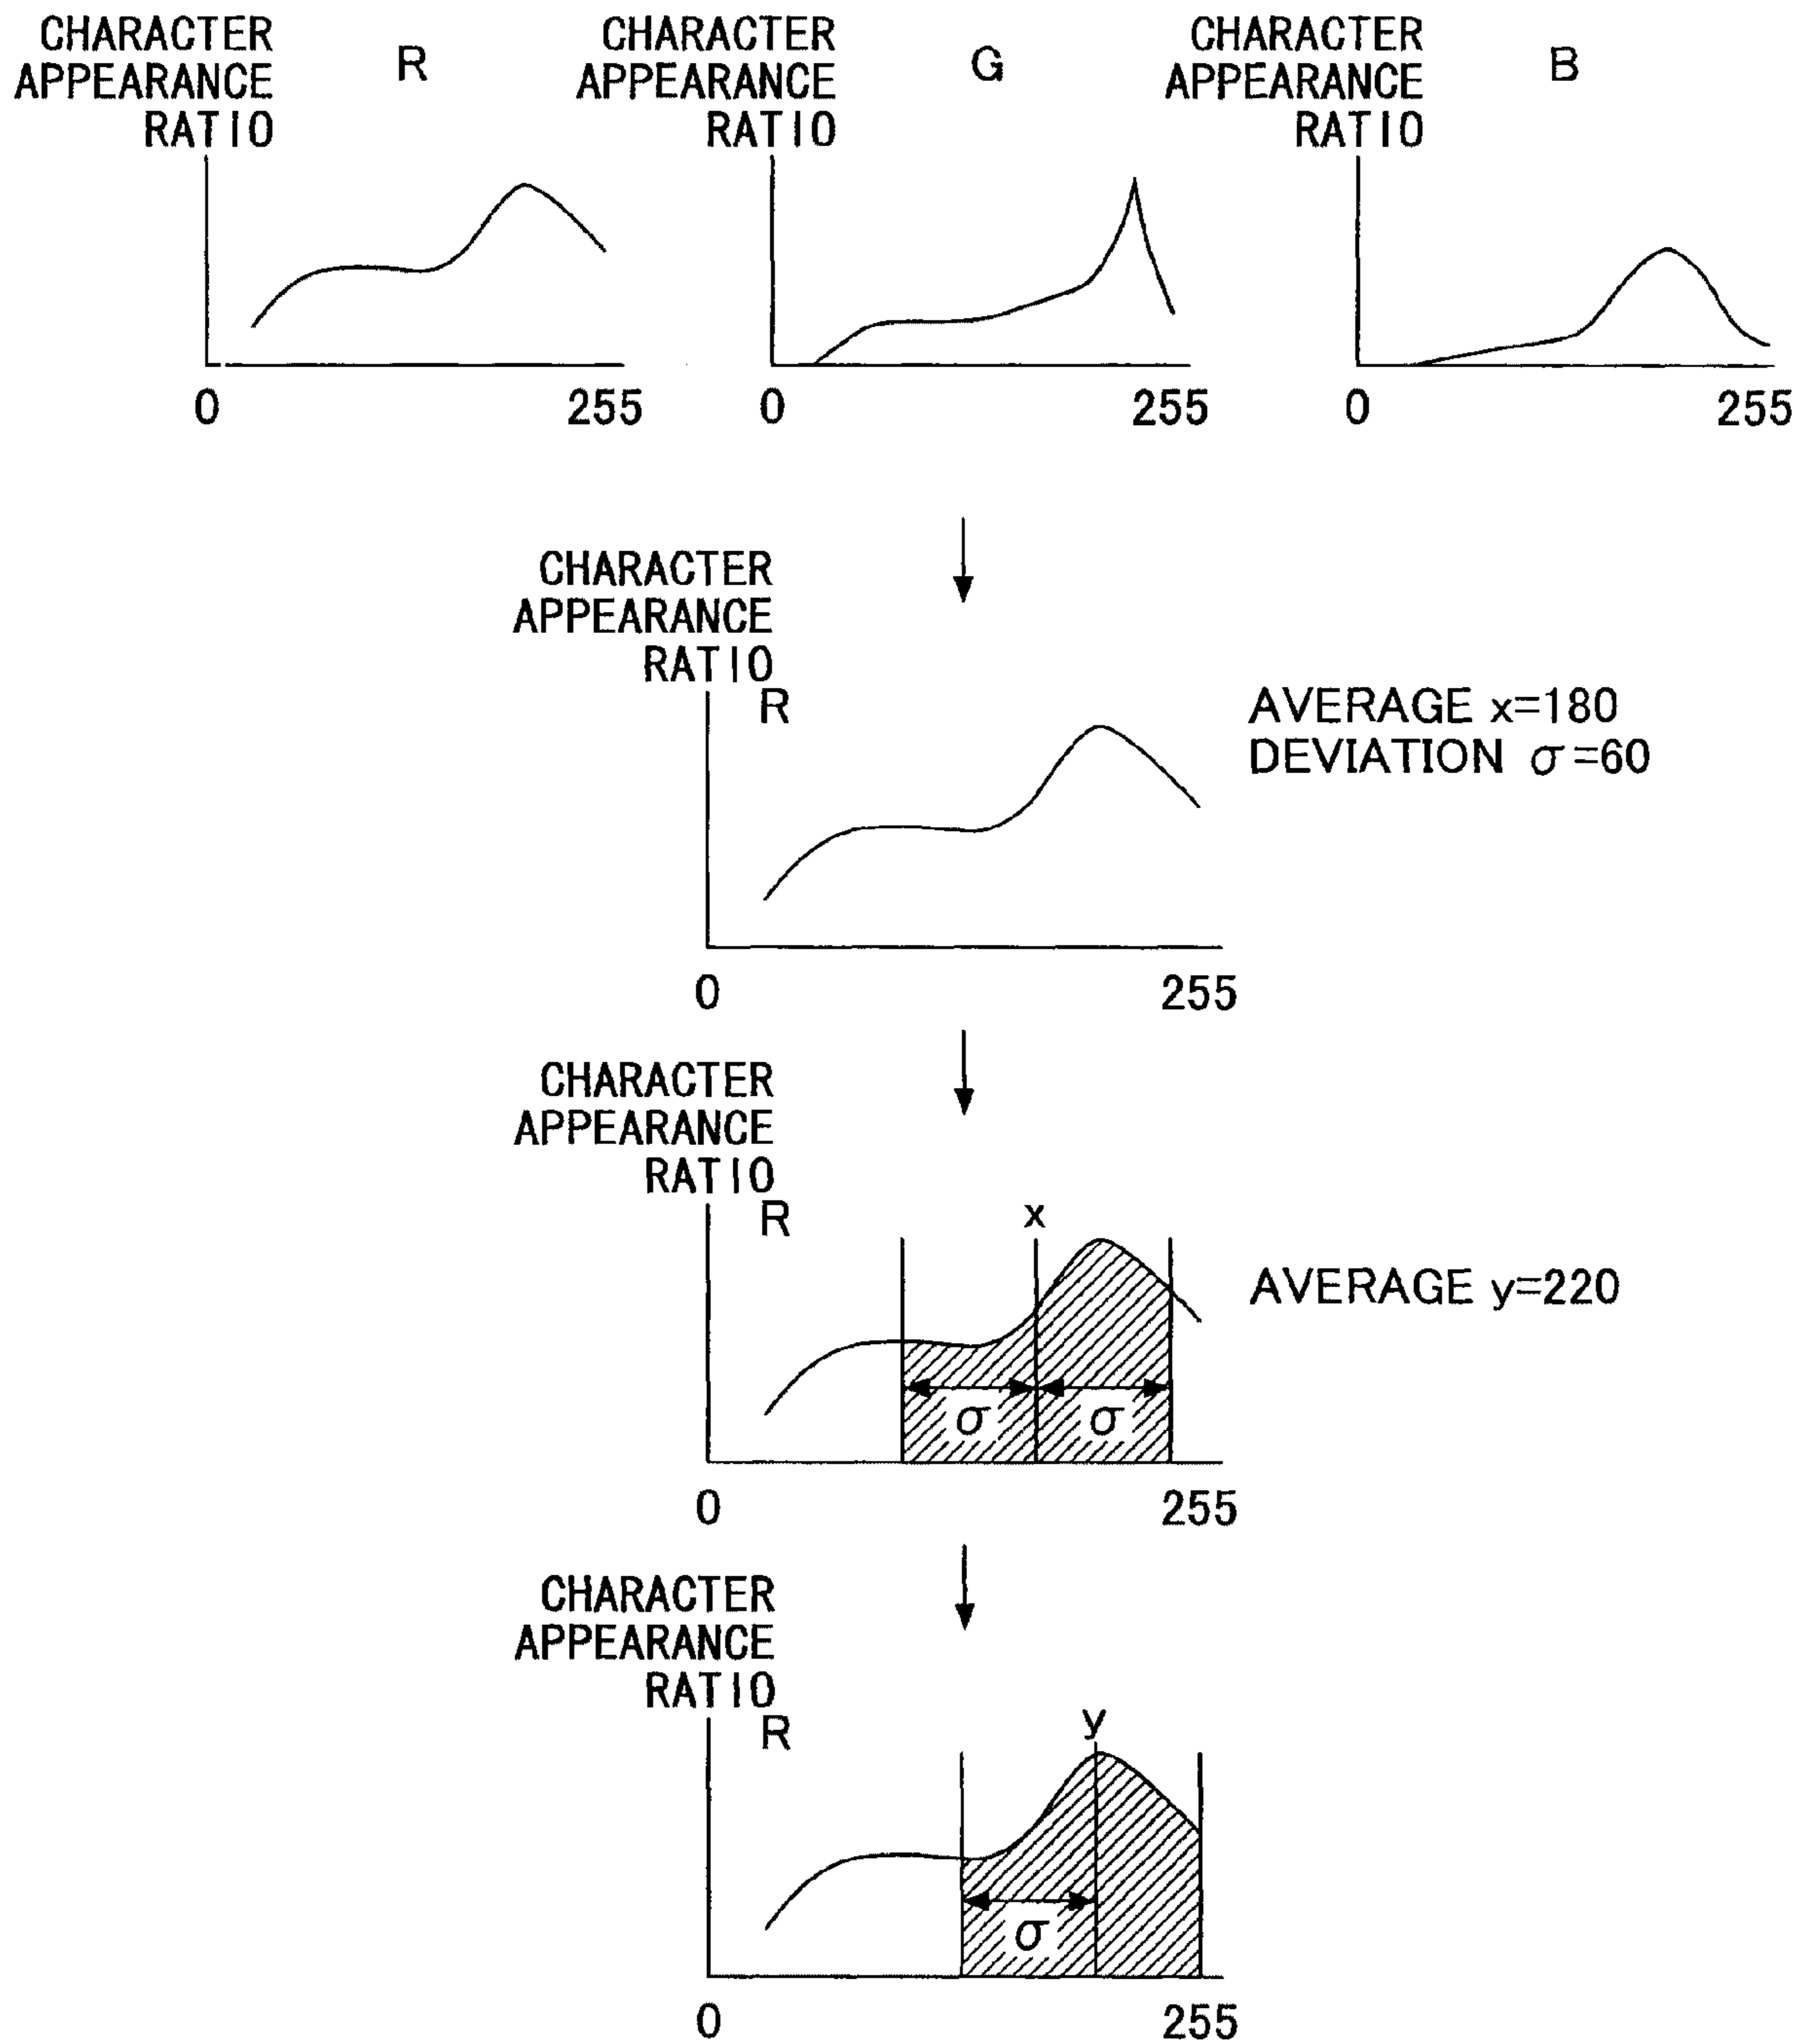 CHARACTER
APPEARANCE
RATIO
R
CHARACTER
APPEARANCE
RATIO
G
CHARACTER
APPEARANCE
RATIO
B
0
255
0
255
0
255
CHARACTER
APPEARANCE
RATIO
R
AVERAGE x=180
DEVIATION σ=60
0
255
CHARACTER
APPEARANCE
RATIO
R
x
AVERAGE y=220
σ
σ
0
255
CHARACTER
APPEARANCE
RATIO
R
y
σ
0
255